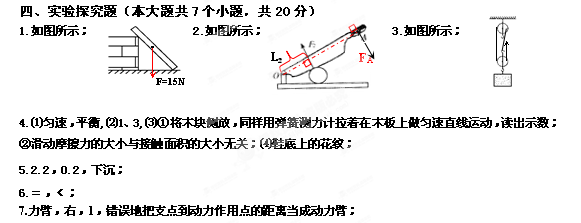 四、实验探究题（本大题共７个小题，共 20 分）
1.如图所示； 2.如图所示； 3.如图所示；
F=15N
L₂ L F₁ F A O
4.(1)匀速，平衡,(2)1、3,(3)①将木块侧放，同样用弹簧测力计拉着在木板上做匀速直线运动，读出示数；
②滑动摩擦力的大小与接触面积的大小无关；(4)鞋底上的花纹；
5.2.2，0.2，下沉；
6.＝，＜；
7.力臂，右，1，错误地把支点到动力作用点的距离当成动力臂；